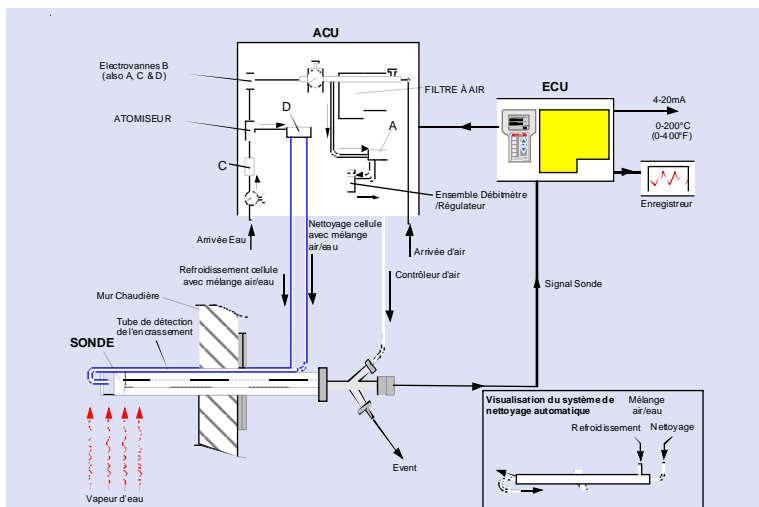 ACU
Electrovannes B
(also A, C & D)
FILTRE À AIR
ECU
4-20mA
0-200°C
(0-400°F)
ATOMISEUR
D
A
C
Ensemble Débitmètre
/Régulateur
Enregistreur
Arrivée Eau
Nettoyage cellule
avec mélange
air/eau
Arrivée d'air
Refroidissement cellule
avec mélange air/eau
Contrôleur d'air
Signal Sonde
Mur Chaudière
Tube de détection
de l'encrassement
SONDE
Visualisation du système de
nettoyage automatique
Mélange
air/eau
Refroidissement
Nettoyage
Event
Vapeur d'eau